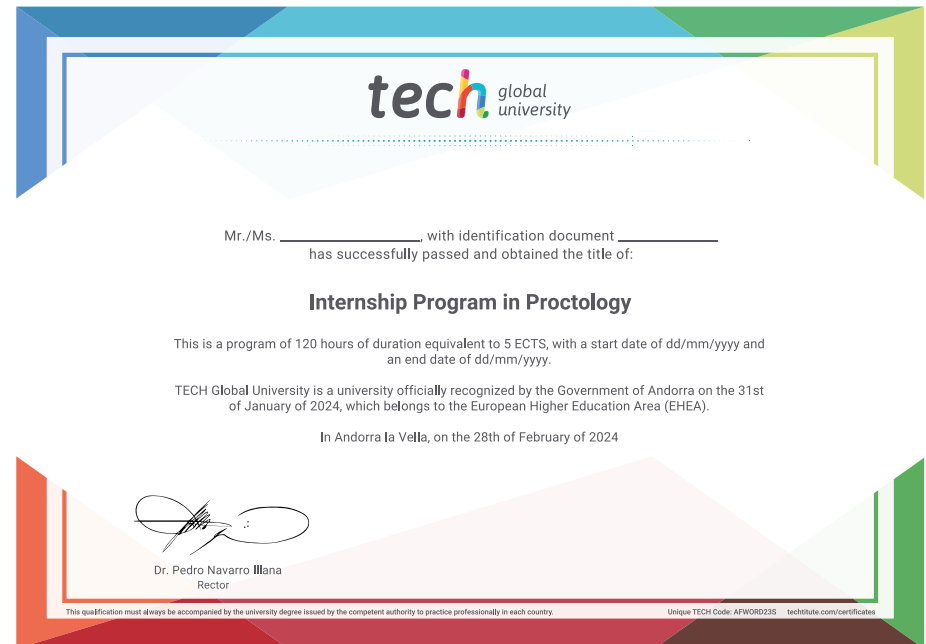 tech global university
Mr./Ms. ____________, with identification document ____________
has successfully passed and obtained the title of:
Internship Program in Proctology
This is a program of 120 hours of duration equivalent to 5 ECTS, with a start date of dd/mm/yyyy and
an end date of dd/mm/yyyy.
TECH Global University is a university officially recognized by the Government of Andorra on the 31st
of January of 2024, which belongs to the European Higher Education Area (EHEA).
In Andorra la Vella, on the 28th of February of 2024
Dr. Pedro Navarro Illana
Rector
This qualification must always be accompanied by the university degree issued by the competent authority to practice professionally in each country.
Unique TECH Code: AFWORD23S techtitute.com/certificates